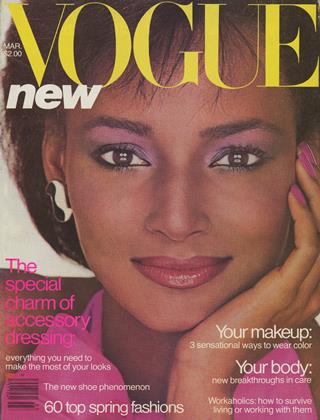 VOGUE
MAR.
$2.00
new
The
special
charm of
accessory
dressing:
everything you need to
make the most of your looks
The new shoe phenomenon
60 top spring fashions
Your makeup:
3 sensational ways to wear color
Your body:
new breakthroughs in care
Workaholics: how to survive
living or working with them